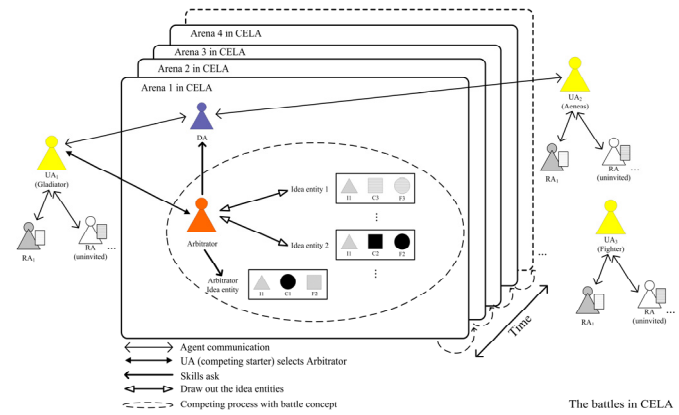 Arena 4 in CELA
Arena 3 in CELA
Arena 2 in CELA
Arena 1 in CELA
DA
UA1
(Gladiator)
RA1
RA
(uninvited)
...
Arbitrator
Idea entity 1
I1 C3 F3
⋮
Idea entity 2
I1 C2 F2
⋮
Arbitrator
Idea entity
I1 C1 F2
UA2
RA1
RA
(uninvited)
...
UA3
(Fighter)
RA1
RA
(uninvited)
...
...
Time
Agent communication
UA (competing starter) selects Arbitrator
Skills ask
Draw out the idea entities
Competing process with battle concept
The battles in CELA